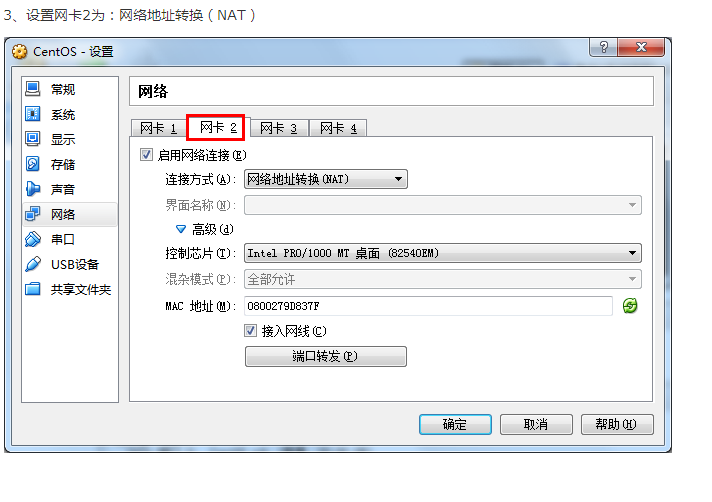 3、设置网卡2为：网络地址转换（NAT）
CentOS - 设置
?
常规
系统
显示
存储
声音
网络
串口
USB设备
共享文件夹
网络
网卡 1 网卡 2 网卡 3 网卡 4
启用网络连接(E)
连接方式(A): 网络地址转换(NAT)
界面名称(N):
高级(d)
控制芯片(T): Intel PRO/1000 MT 桌面 (82540EM)
混杂模式(P): 全部允许
MAC 地址(M): 0800279D837F
接入网线(C)
端口转发(P)
确定 取消 帮助(H)